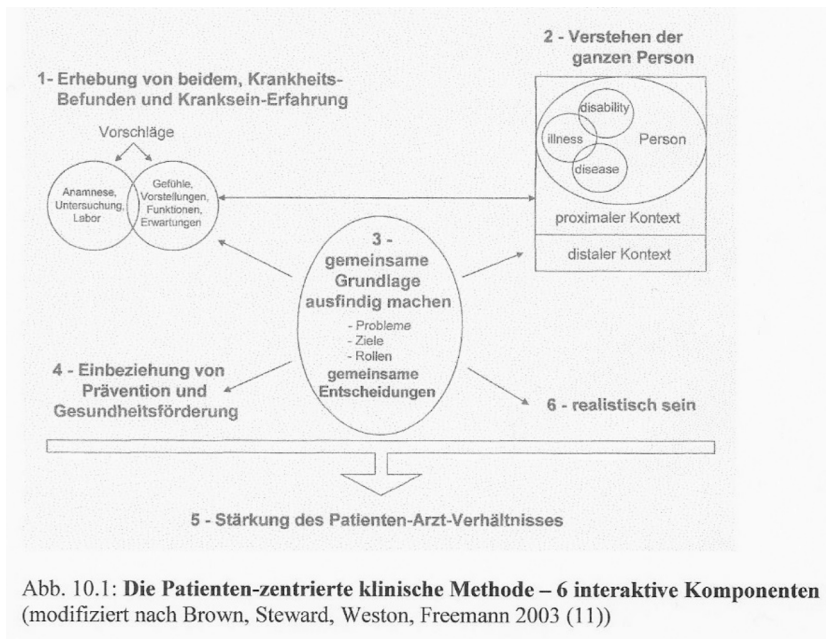 1- Erhebung von beidem, Krankheits-
Befunden und Kranksein-Erfahrung
Vorschläge
Anamnese,
Untersuchung,
Labor
Gefühle,
Vorstellungen,
Funktionen,
Erwartungen
2 - Verstehen der
ganzen Person
disability
illness
Person
disease
proximaler Kontext
distaler Kontext
3 -
gemeinsame
Grundlage
ausfindig machen
- Probleme
- Ziele
- Rollen
gemeinsame
Entscheidungen
4 - Einbeziehung von
Prävention und
Gesundheitsförderung
6 - realistisch sein
5 - Stärkung des Patienten-Arzt-Verhältnisses
Abb. 10.1: Die Patienten-zentrierte klinische Methode – 6 interaktive Komponenten
(modifiziert nach Brown, Steward, Weston, Freemann 2003 (11))